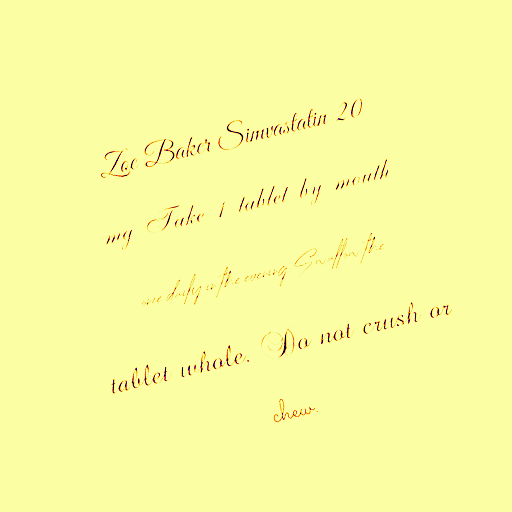 Zoe Baker Simvastatin 20
mg Take 1 tablet by mouth
once daily in the evening Swallow the
tablet whole. Do not crush or
chew.